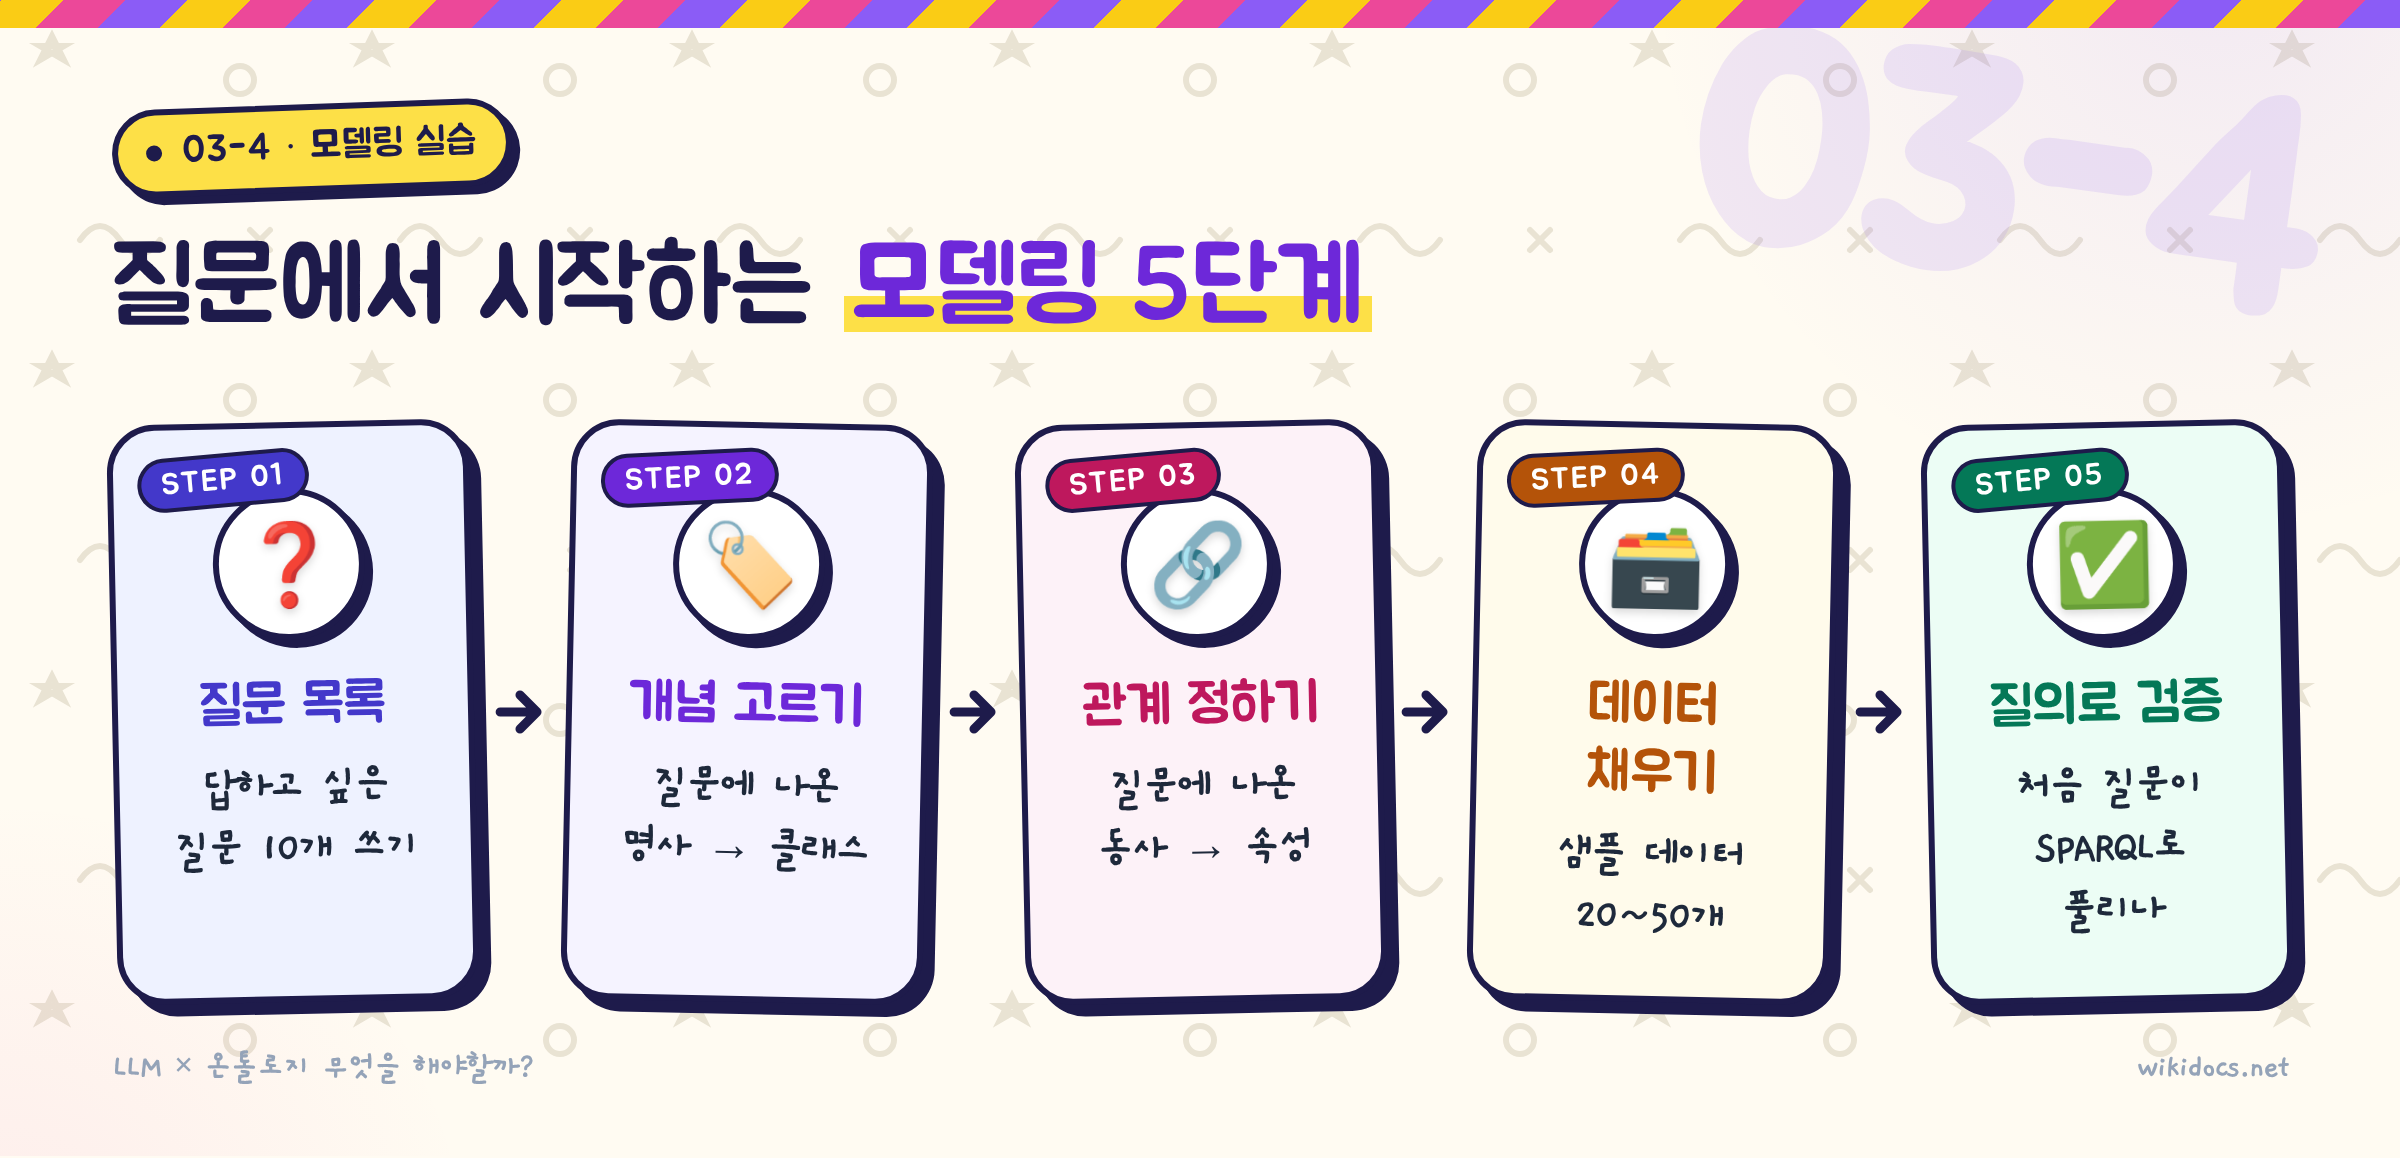 03-4
03-4 · 모델링 실습
질문에서 시작하는 모델링 5단계
STEP 01
질문 목록
답하고 싶은
질문 10개 쓰기
STEP 02
개념 고르기
질문에 나온
명사 → 클래스
STEP 03
관계 정하기
질문에 나온
동사 → 속성
STEP 04
데이터
채우기
샘플 데이터
20~50개
STEP 05
질의로 검증
처음 질문이
SPARQL로
풀리나
LLM × 온톨로지 무엇을 해야할까?
wikidocs.net